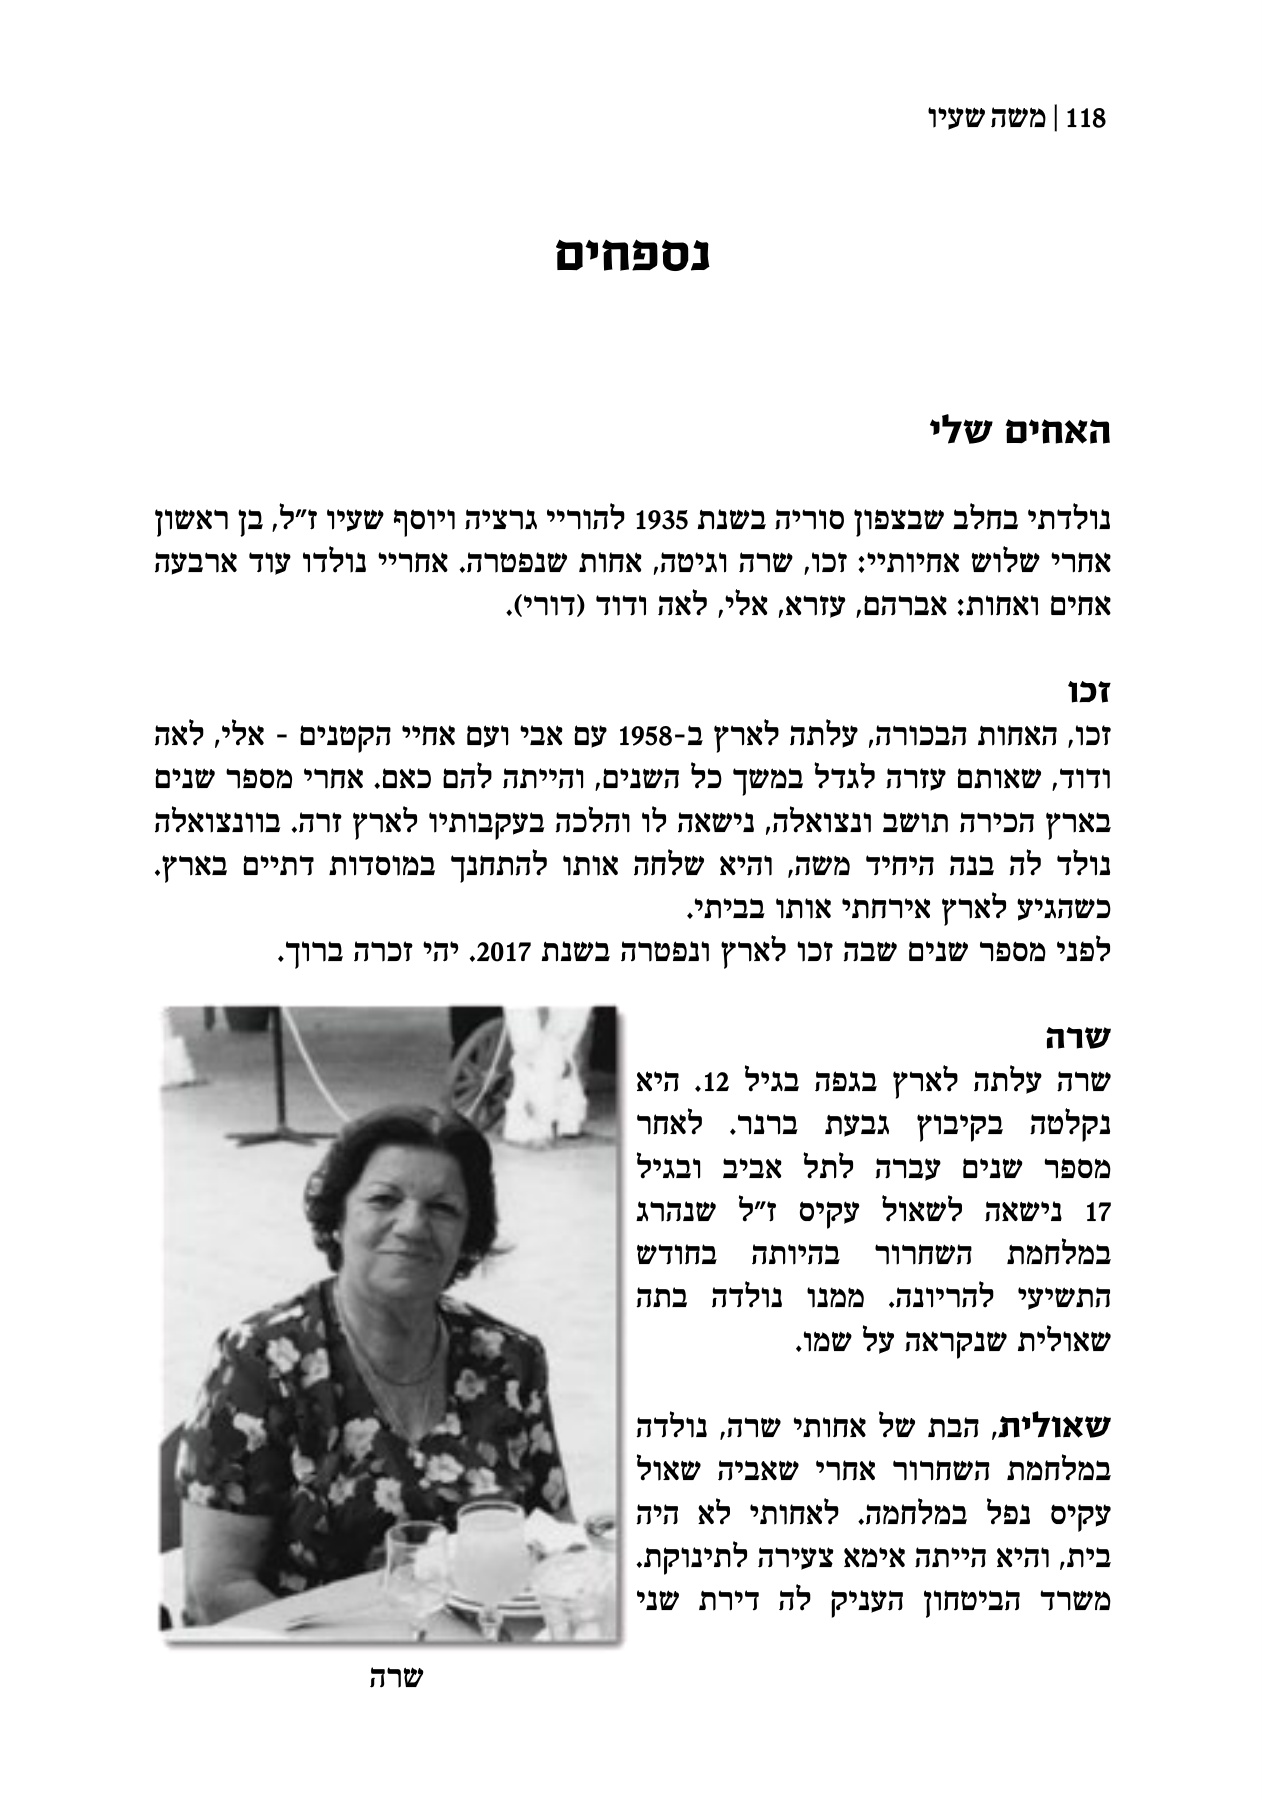 118 | משה שעיו
נספחים
האחים שלי
נולדתי בחלב שבצפון סוריה בשנת 1935 להוריי גרציה ויוסף שעיו ז״ל, בן ראשון
אחרי שלוש אחיותיי: זכו, שרה וגיטה, אחות שנפטרה. אחריי נולדו עוד ארבעה
אחים ואחות: אברהם, עזרא, אלי, לאה ודוד (דורי).
זכו
זכו, האחות הבכורה, עלתה לארץ ב-1958 עם אבי ועם אחיי הקטנים - אלי, לאה
ודוד, שאותם עזרה לגדל במשך כל השנים, והייתה להם כאם. אחרי מספר שנים
בארץ הכירה תושב ונצואלה, נישאה לו והלכה בעקבותיו לארץ זרה. בוונצואלה
נולד לה בנה היחיד משה, והיא שלחה אותו להתחנך במוסדות דתיים בארץ.
כשהגיע לארץ אירחתי אותו בביתי.
לפני מספר שנים שבה זכו לארץ ונפטרה בשנת 2017. יהי זכרה ברוך.
שרה
שרה עלתה לארץ בגפה בגיל 12. היא
נקלטה בקיבוץ גבעת ברנר. לאחר
מספר שנים עברה לתל אביב ובגיל
17 נישאה לשאול עקיס ז״ל שנהרג
במלחמת השחרור בהיותה בחודש
התשיעי להריונה. ממנו נולדה בתה
שאולית שנקראה על שמו.
שאולית, הבת של אחותי שרה, נולדה
במלחמת השחרור אחרי שאביה שאול
עקיס נפל במלחמה. לאחותי לא היה
בית, והיא הייתה אימא צעירה לתינוקת.
משרד הביטחון העניק לה דירת שני
שרה